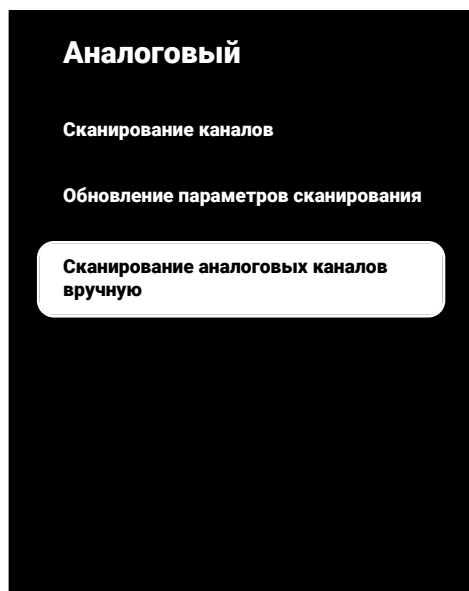 Аналоговый
Сканирование каналов
Обновление параметров сканирования
Сканирование аналоговых каналов
вручную